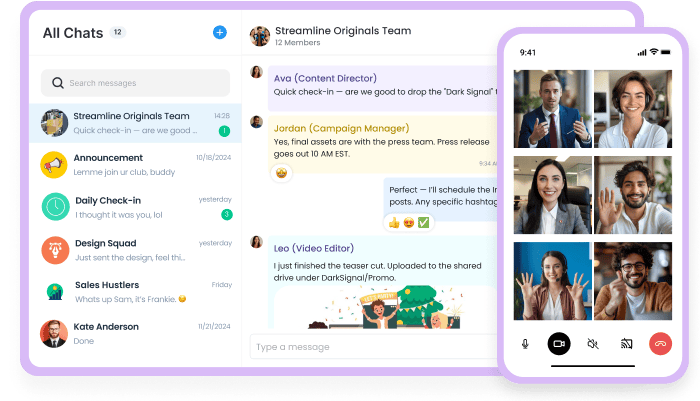 All Chats 12
Search messages
Streamline Originals Team 14:28
Quick check-in — are we good ... 1
Announcement 10/18/2024
Lemme join ur club, buddy
Daily Check-in yesterday
I thought it was you, lol 3
Design Squad yesterday
Just sent the design, feel thi...
Sales Hustlers Friday
Whats up Sam, it's Frankie. 😏
Kate Anderson 11/21/2024
Done
Streamline Originals Team
12 Members
Ava (Content Director)
Quick check-in — are we good to drop the "Dark Signal" t
Jordan (Campaign Manager)
Yes, final assets are with the press team. Press release
goes out 10 AM EST.
9:34 AM
🤩
Perfect — I'll schedule the In
posts. Any specific hashtag
👍 😍 ✅
Leo (Video Editor)
I just finished the teaser cut. Uploaded to the shared
drive under DarkSignal/Promo.
Type a message
9:41